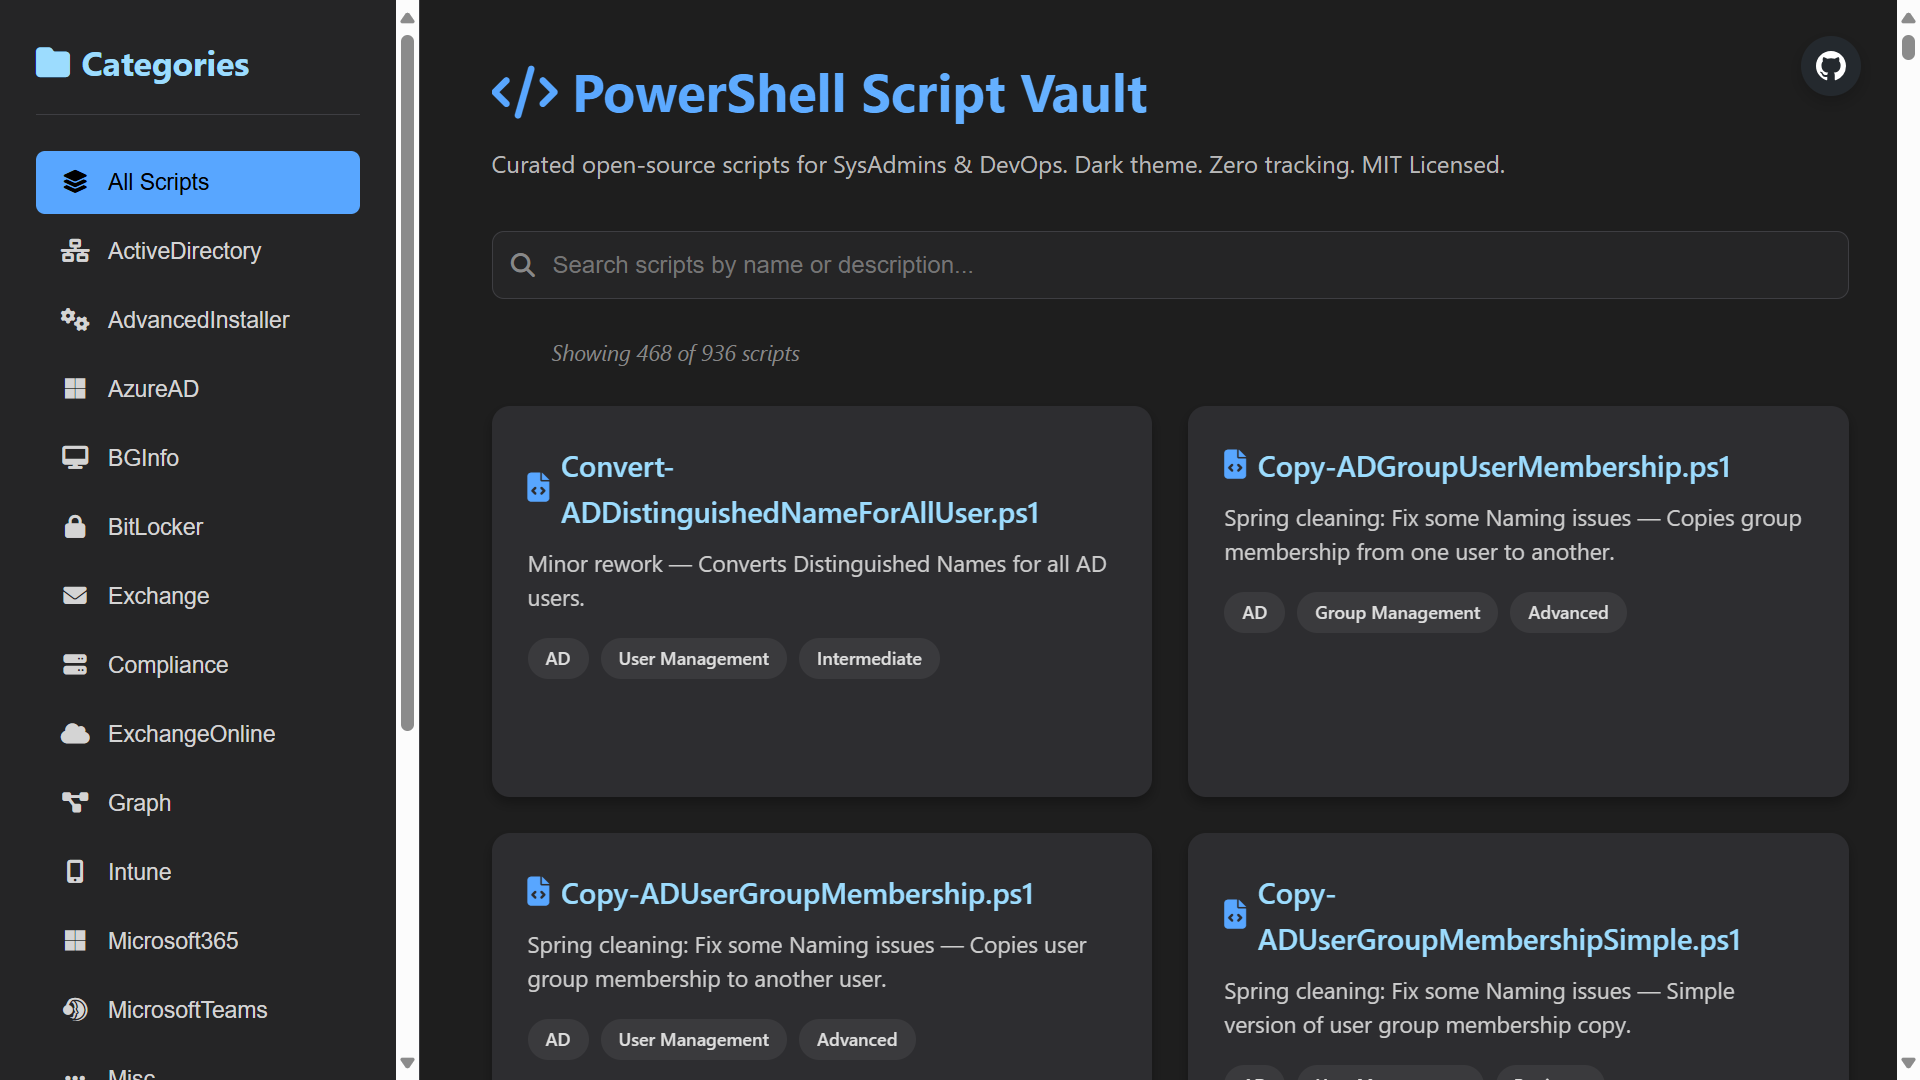 Categories
All Scripts
ActiveDirectory
AdvancedInstaller
AzureAD
BGInfo
BitLocker
Exchange
Compliance
ExchangeOnline
Graph
Intune
Microsoft365
MicrosoftTeams
Misc
PowerShell Script Vault
Curated open-source scripts for SysAdmins & DevOps. Dark theme. Zero tracking. MIT Licensed.
Search scripts by name or description...
Showing 468 of 936 scripts
Convert-
ADDistinguishedNameForAllUser.ps1
Minor rework — Converts Distinguished Names for all AD
users.
AD
User Management
Intermediate
Copy-ADGroupUserMembership.ps1
Spring cleaning: Fix some Naming issues — Copies group
membership from one user to another.
AD
Group Management
Advanced
Copy-ADUserGroupMembership.ps1
Spring cleaning: Fix some Naming issues — Copies user
group membership to another user.
AD
User Management
Advanced
Copy-
ADUserGroupMembershipSimple.ps1
Spring cleaning: Fix some Naming issues — Simple
version of user group membership copy.